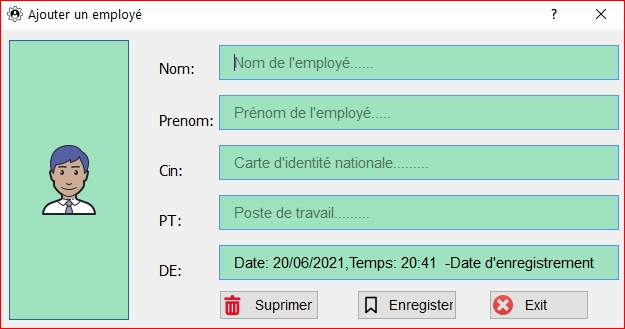 Ajouter un employé
?
Nom: Nom de l'employé......
Prenom: Prénom de l'employé.....
Cin: Carte d'identité nationale.........
PT: Poste de travail.........
DE: Date: 20/06/2021,Temps: 20:41 -Date d'enregistrement
Suprimer Enregister Exit